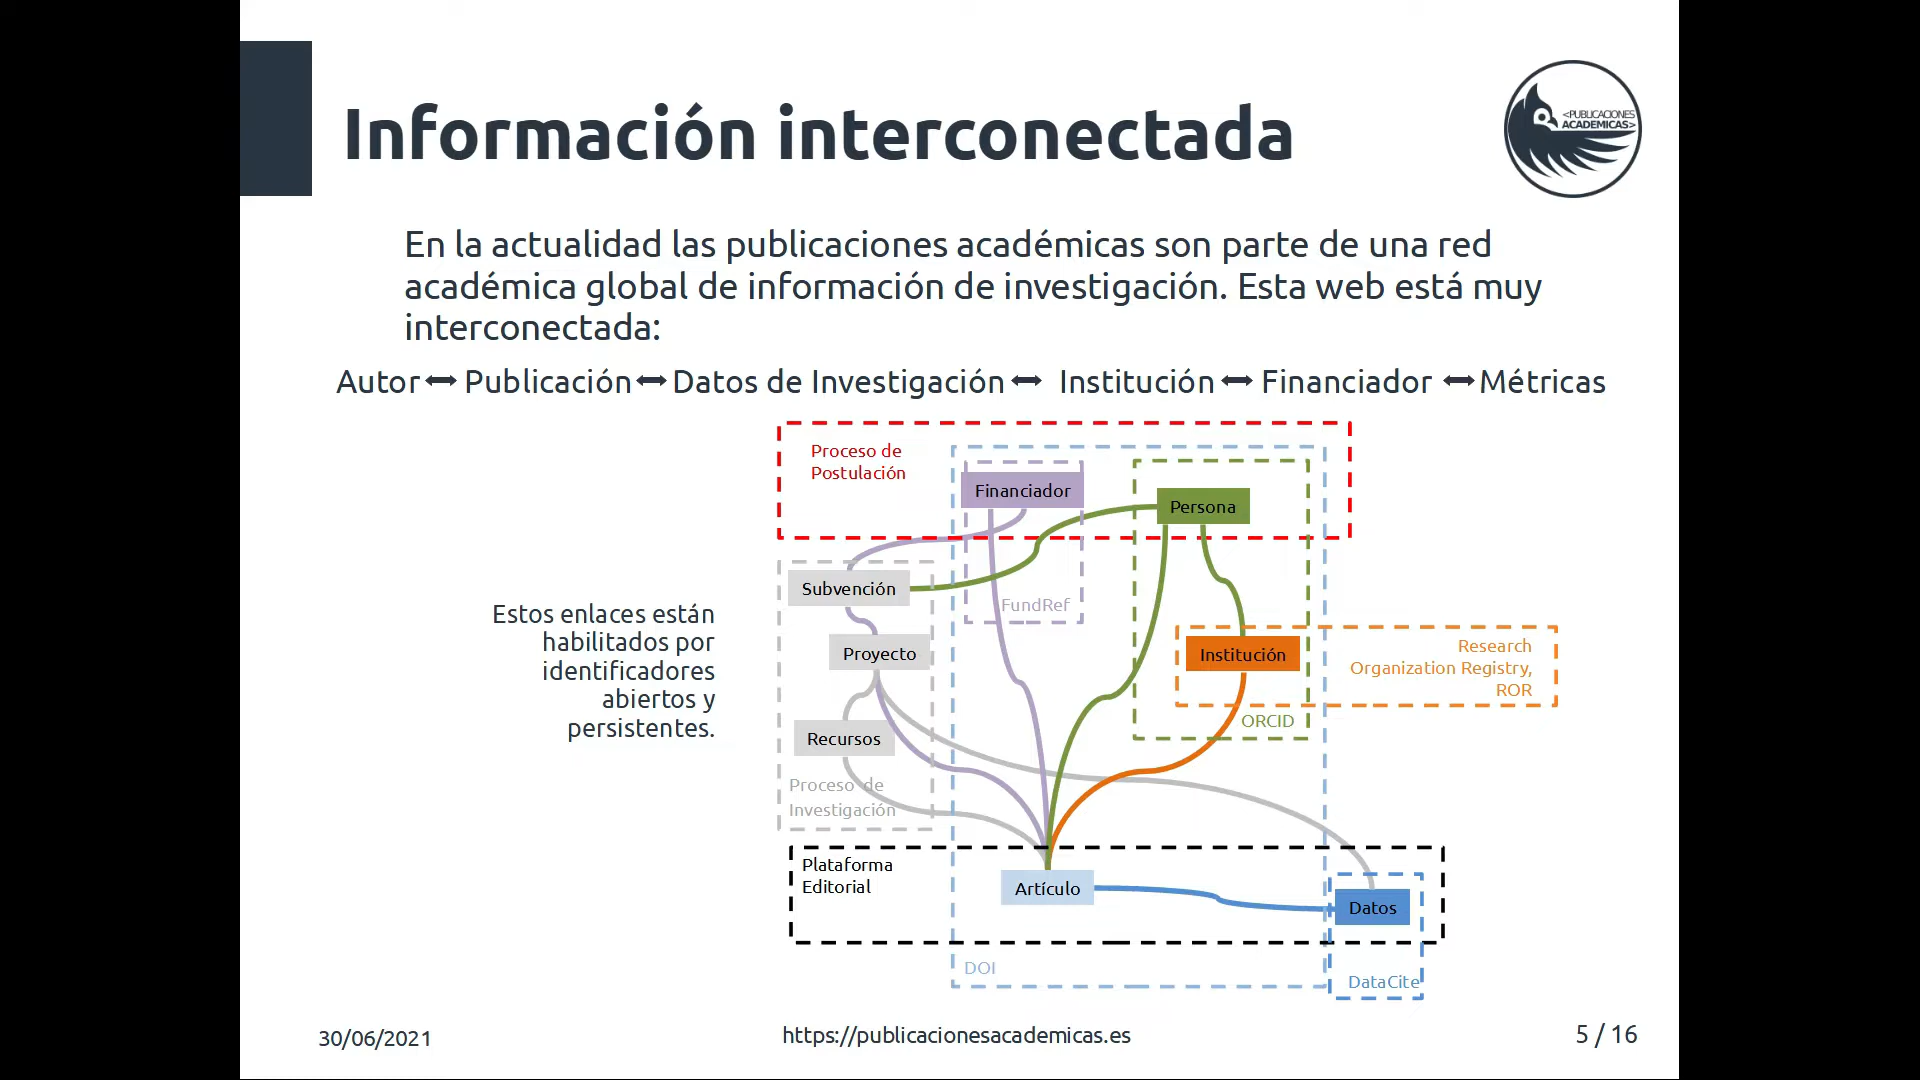 Información interconectada
<PUBLICACIONES
ACADEMICAS>
En la actualidad las publicaciones académicas son parte de una red
académica global de información de investigación. Esta web está muy
interconectada:
Autor Publicación Datos de Investigación Institución Financiador Métricas
Proceso de
Postulación
Financiador
Persona
Subvención
FundRef
Estos enlaces están
habilitados por
identificadores
abiertos y
persistentes.
Proyecto
Institución
Research
Organization Registry,
ROR
ORCID
Recursos
Proceso de
Investigación
Plataforma
Editorial
Artículo
Datos
DOI
DataCite
30/06/2021
https://publicacionesacademicas.es
5 / 16